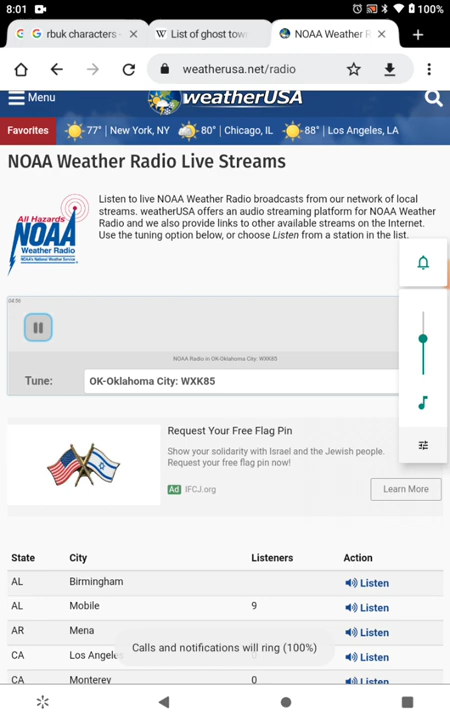 8:01
100%
rbuk characters -
List of ghost tow
NOAA Weather R
weatherusa.net/radio
Menu
weatherUSA
Favorites
77° | New York, NY
80° | Chicago, IL
88° | Los Angeles, LA
NOAA Weather Radio Live Streams
All Hazards
NOAA
Weather Radio
NOAA's National Weather Service
Listen to live NOAA Weather Radio broadcasts from our network of local
streams. weatherUSA offers an audio streaming platform for NOAA Weather
Radio and we also provide links to other available streams on the Internet.
Use the tuning option below, or choose Listen from a station in the list.
NOAA Radio in OK-Oklahoma City: WXK85
Tune:
OK-Oklahoma City: WXK85
Request Your Free Flag Pin
Show your solidarity with Israel and the Jewish people.
Request your free flag pin now!
Ad IFCJ.org
Learn More
State City Listeners Action
AL Birmingham Listen
AL Mobile 9 Listen
AR Mena Listen
CA Los Angele Listen
Calls and notifications will ring (100%)
CA Monterey 0 Listen